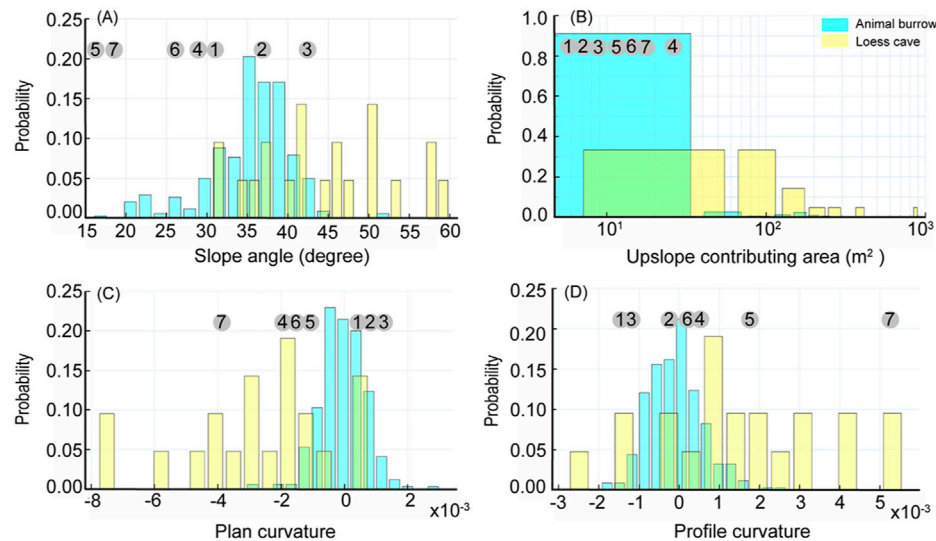 (A)
0.20
0.15
0.10
0.05
0.00
Probability
5 7 6 4 1 2 3
15 20 25 30 35 40 45 50 55 60
Slope angle (degree)
(B)
1.0
0.8
0.6
0.4
0.2
0.0
Probability
1 2 3 5 6 7 4
Animal burrow
Loess cave
10¹ 10² 10³
Upslope contributing area (m²)
(C)
0.25
0.20
0.15
0.10
0.05
0.00
Probability
7 4 6 5 1 2 3
-8 -6 -4 -2 0 2
x10⁻³
Plan curvature
(D)
0.25
0.20
0.15
0.10
0.05
0.00
Probability
1 3 2 6 4 5 7
-3 -2 -1 0 1 2 3 4 5
x10⁻³
Profile curvature